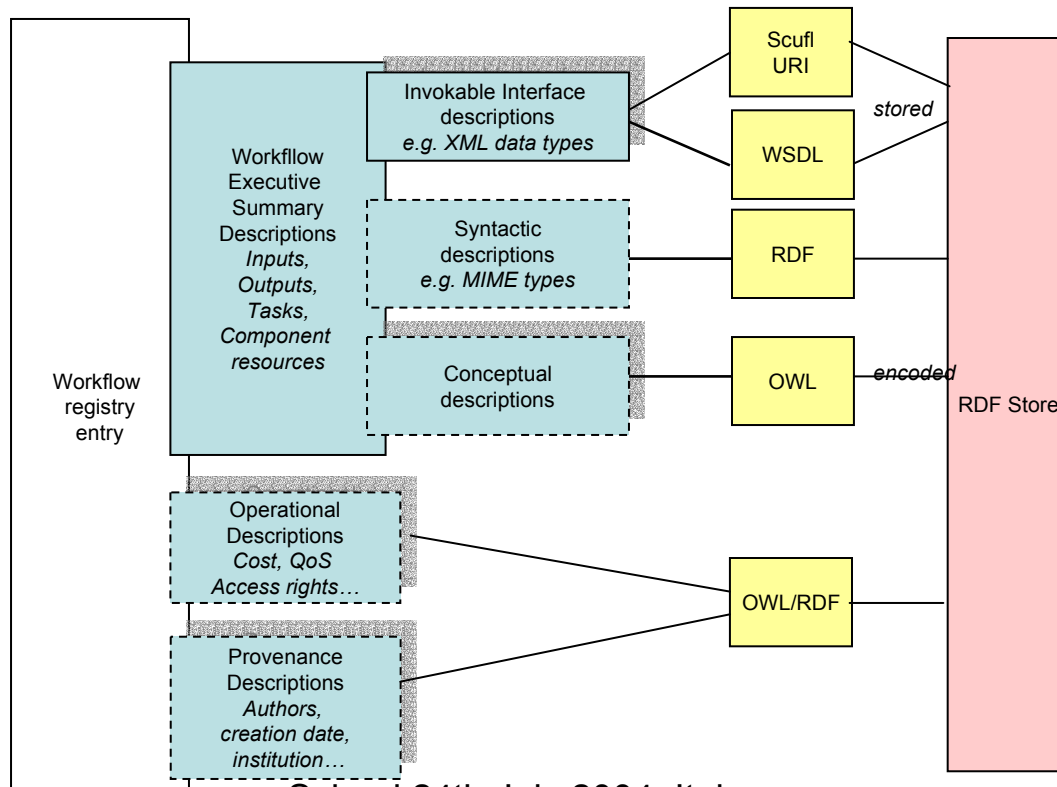 Workflow
registry
entry
Workfllow
Executive
Summary
Descriptions
Inputs,
Outputs,
Tasks,
Component
resources
Invokable Interface
descriptions
e.g. XML data types
Syntactic
descriptions
e.g. MIME types
Conceptual
descriptions
Operational
Descriptions
Cost, QoS
Access rights…
Provenance
Descriptions
Authors,
creation date,
institution…
Scufl
URI
WSDL
RDF
OWL
OWL/RDF
stored
encoded
RDF Store